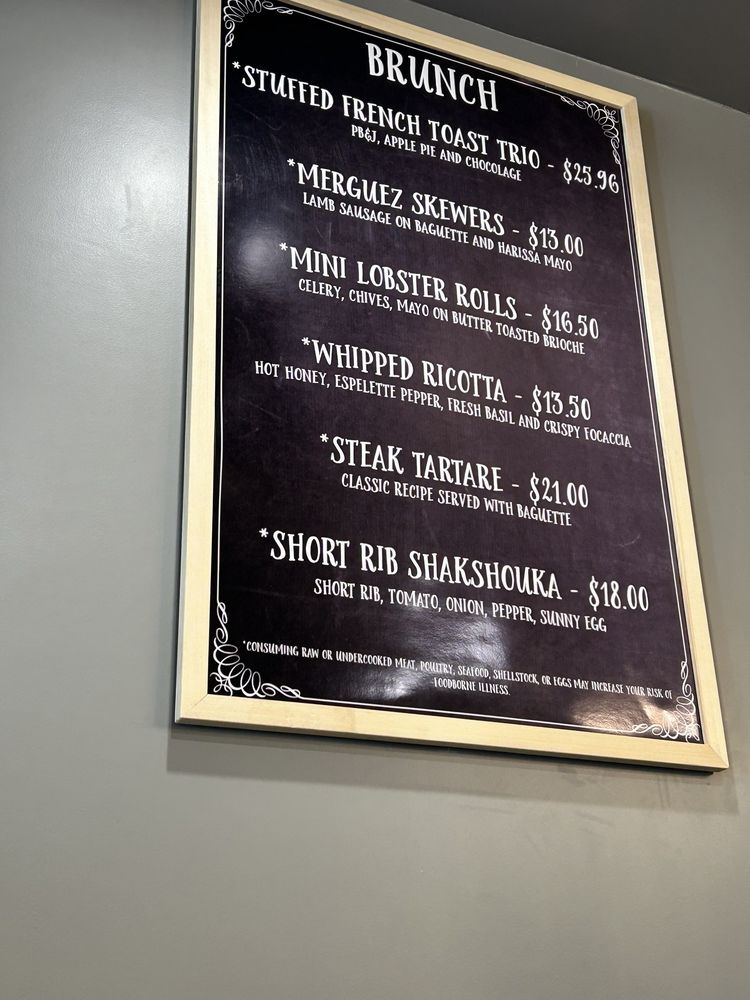 BRUNCH
*STUFFED FRENCH TOAST TRIO - $25.96
PB&J, APPLE PIE AND CHOCOLAGE
*MERGUEZ SKEWERS - $13.00
LAMB SAUSAGE ON BAGUETTE AND HARISSA MAYO
*MINI LOBSTER ROLLS - $16.50
CELERY, CHIVES, MAYO ON BUTTER TOASTED BRIOCHE
*WHIPPED RICOTTA - $13.50
HOT HONEY, ESPELETTE PEPPER, FRESH BASIL AND CRISPY FOCACCIA
*STEAK TARTARE - $21.00
CLASSIC RECIPE SERVED WITH BAGUETTE
*SHORT RIB SHAKSHOUKA - $18.00
SHORT RIB, TOMATO, ONION, PEPPER, SUNNY EGG
*CONSUMING RAW OR UNDERCOOKED MEAT, POULTRY, SEAFOOD, SHELLSTOCK, OR EGGS MAY INCREASE YOUR RISK OF
FOODBORNE ILLNESS.